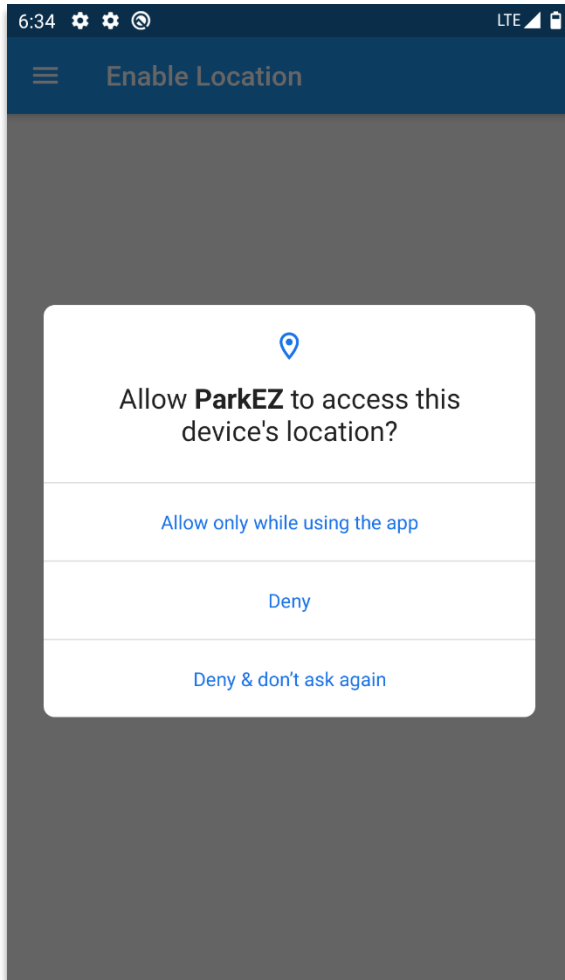 6:34
LTE
Enable Location
Allow ParkEZ to access this
device's location?
Allow only while using the app
Deny
Deny & don't ask again